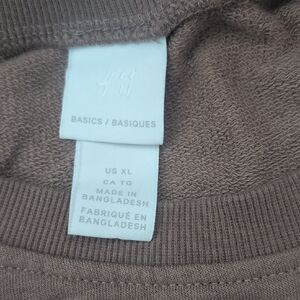 H&M
BASICS / BASIQUES
US XL
CA TG
MADE IN
BANGLADESH
FABRIQUÉ EN
BANGLADESH